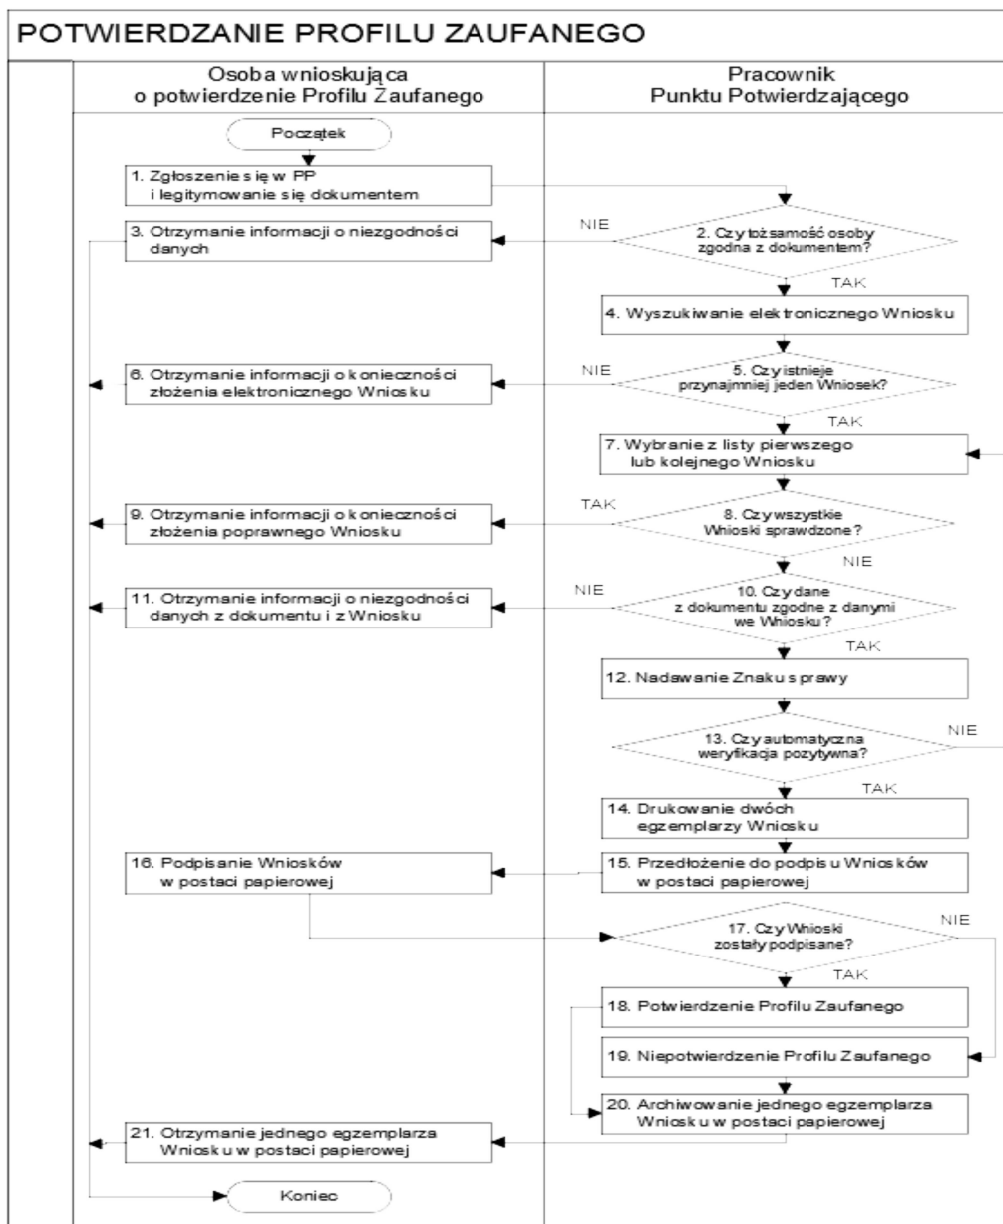 POTWIERDZANIE PROFILU ZAUFANEGO
Osoba wnioskująca
o potwierdzenie Profilu Zaufanego
Pracownik
Punktu Potwierdzającego
Początek
1. Zgłoszenie się w PP
i legitymowanie się dokumentem
2. Czy tożsamość osoby
zgodna z dokumentem?
NIE
3. Otrzymanie informacji o niezgodności
danych
TAK
4. Wyszukiwanie elektronicznego Wniosku
5. Czy istnieje
przynajmniej jeden Wniosek?
NIE
6. Otrzymanie informacji o konieczności
złożenia elektronicznego Wniosku
TAK
7. Wybranie z listy pierwszego
lub kolejnego Wniosku
8. Czy wszystkie
Wnioski sprawdzone?
TAK
9. Otrzymanie informacji o konieczności
złożenia poprawnego Wniosku
NIE
10. Czy dane
z dokumentu zgodne z danymi
we Wniosku?
NIE
11. Otrzymanie informacji o niezgodności
danych z dokumentu i z Wniosku
TAK
12. Nadawanie Znaku sprawy
13. Czy automatyczna
weryfikacja pozytywna?
NIE
TAK
14. Drukowanie dwóch
egzemplarzy Wniosku
15. Przedłożenie do podpisu Wniosków
w postaci papierowej
16. Podpisanie Wniosków
w postaci papierowej
17. Czy Wnioski
zostały podpisane?
NIE
TAK
18. Potwierdzenie Profilu Zaufanego
19. Niepotwierdzenie Profilu Zaufanego
20. Archiwowanie jednego egzemplarza
Wniosku w postaci papierowej
21. Otrzymanie jednego egzemplarza
Wniosku w postaci papierowej
Koniec